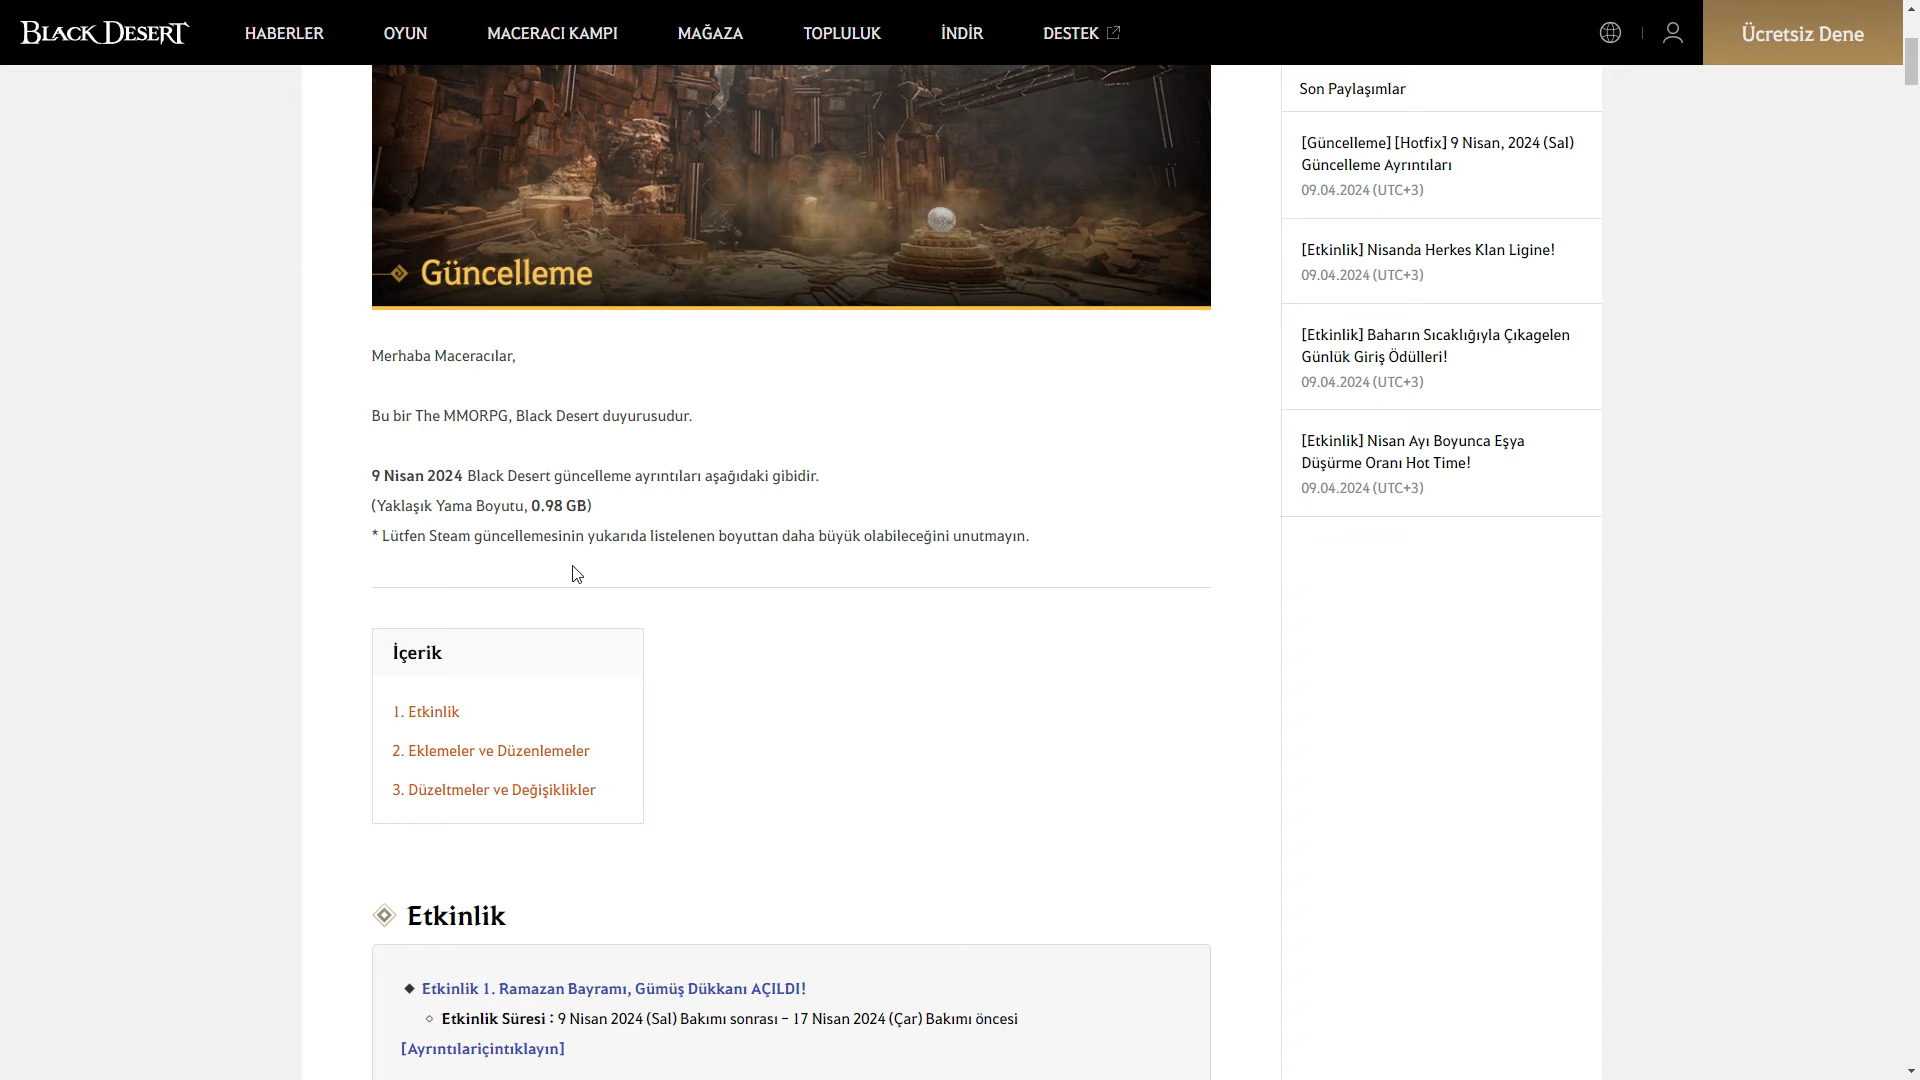 BLACK DESERT
HABERLER
OYUN
MACERACI KAMPI
MAĞAZA
TOPLULUK
İNDİR
DESTEK
Ücretsiz Dene
Güncelleme
Merhaba Maceracılar,
Bu bir The MMORPG, Black Desert duyurusudur.
9 Nisan 2024 Black Desert güncelleme ayrıntıları aşağıdaki gibidir.
(Yaklaşık Yama Boyutu, 0.98 GB)
* Lütfen Steam güncellemesinin yukarıda listelenen boyuttan daha büyük olabileceğini unutmayın.
İçerik
1. Etkinlik
2. Eklemeler ve Düzenlemeler
3. Düzeltmeler ve Değişiklikler
Etkinlik
◆ Etkinlik 1. Ramazan Bayramı, Gümüş Dükkanı AÇILDI!
◇ Etkinlik Süresi : 9 Nisan 2024 (Sal) Bakımı sonrası – 17 Nisan 2024 (Çar) Bakımı öncesi
[Ayrıntılariçintıklayın]
Son Paylaşımlar
[Güncelleme] [Hotfix] 9 Nisan, 2024 (Sal)
Güncelleme Ayrıntıları
09.04.2024 (UTC+3)
[Etkinlik] Nisanda Herkes Klan Ligine!
09.04.2024 (UTC+3)
[Etkinlik] Baharın Sıcaklığıyla Çıkagelen
Günlük Giriş Ödülleri!
09.04.2024 (UTC+3)
[Etkinlik] Nisan Ayı Boyunca Eşya
Düşürme Oranı Hot Time!
09.04.2024 (UTC+3)